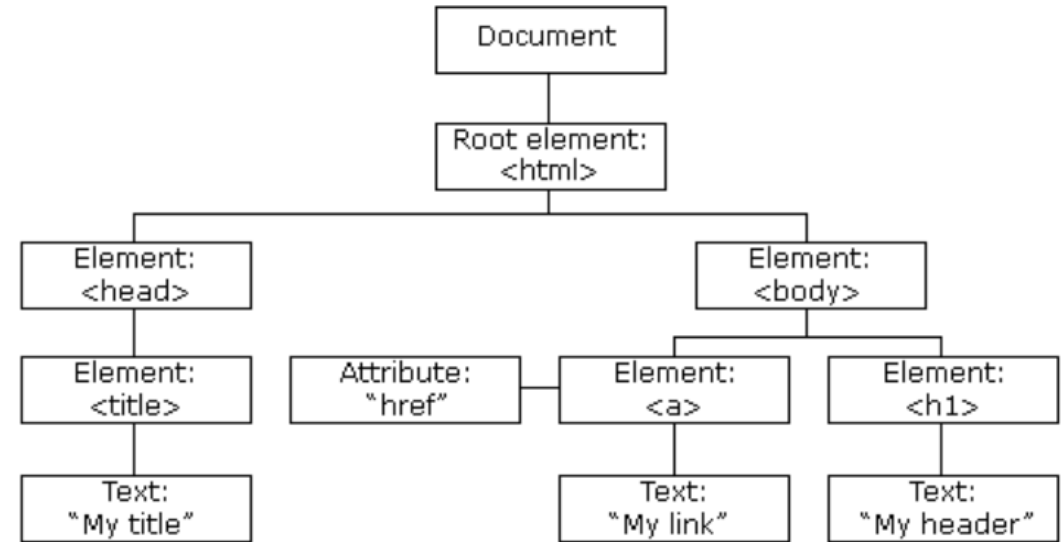 Document
Root element:
<html>
Element:
<head>
Element:
<body>
Element:
<title>
Attribute:
“href”
Element:
<a>
Element:
<h1>
Text:
“My title”
Text:
“My link”
Text:
“My header”